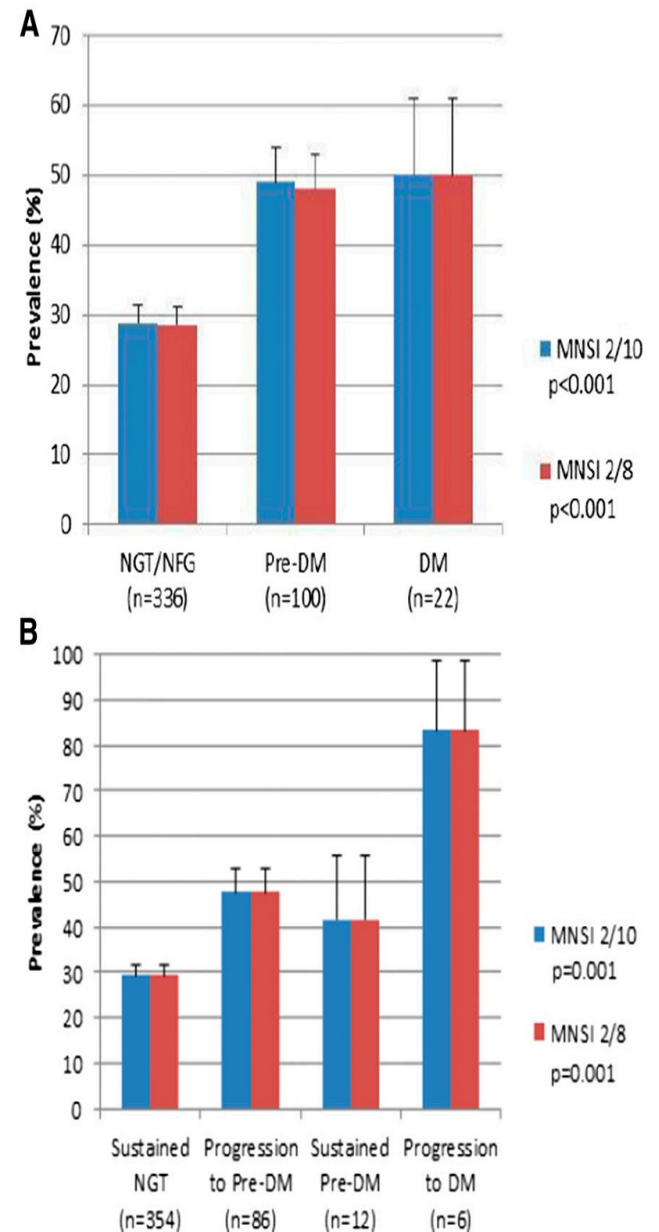 A
70
60
50
40
30
20
10
0
Prevalence (%)
NGT/NFG
(n=336)
Pre-DM
(n=100)
DM
(n=22)
MNSI 2/10
p<0.001
MNSI 2/8
p<0.001
B
100
90
80
70
60
50
40
30
20
10
0
Prevalence (%)
Sustained
NGT
(n=354)
Progression
to Pre-DM
(n=86)
Sustained
Pre-DM
(n=12)
Progression
to DM
(n=6)
MNSI 2/10
p=0.001
MNSI 2/8
p=0.001